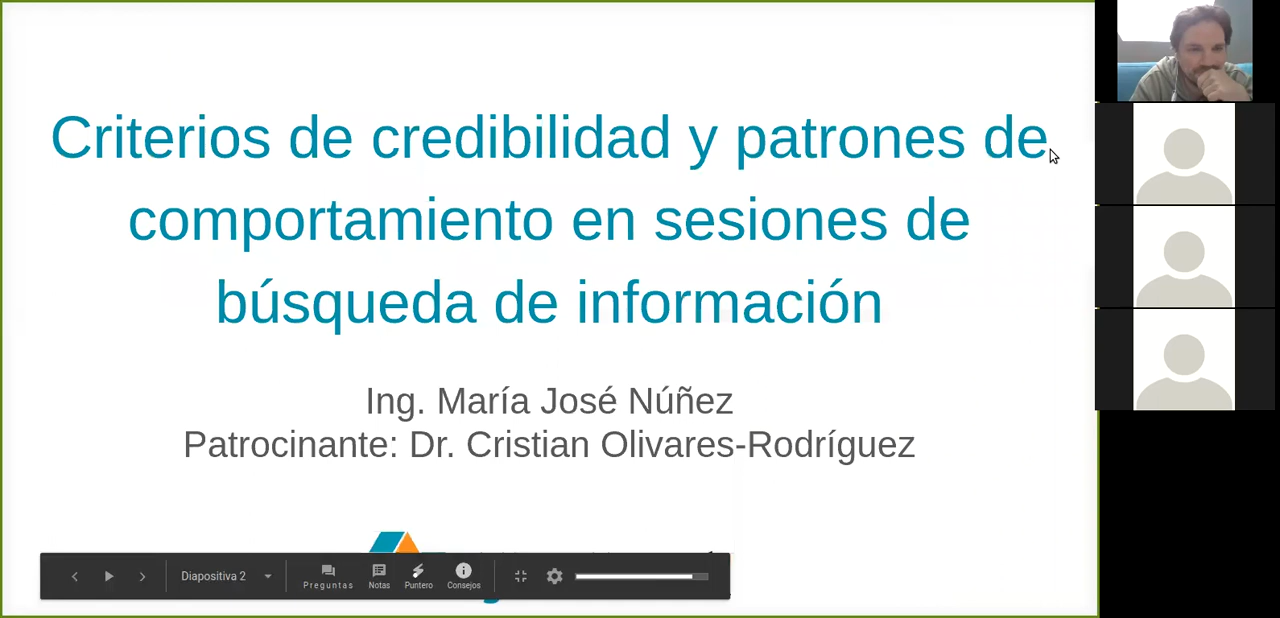 Criterios de credibilidad y patrones de
comportamiento en sesiones de
búsqueda de información
Ing. María José Núñez
Patrocinante: Dr. Cristian Olivares-Rodríguez
Diapositiva 2
Preguntas
Notas
Puntero
Consejos